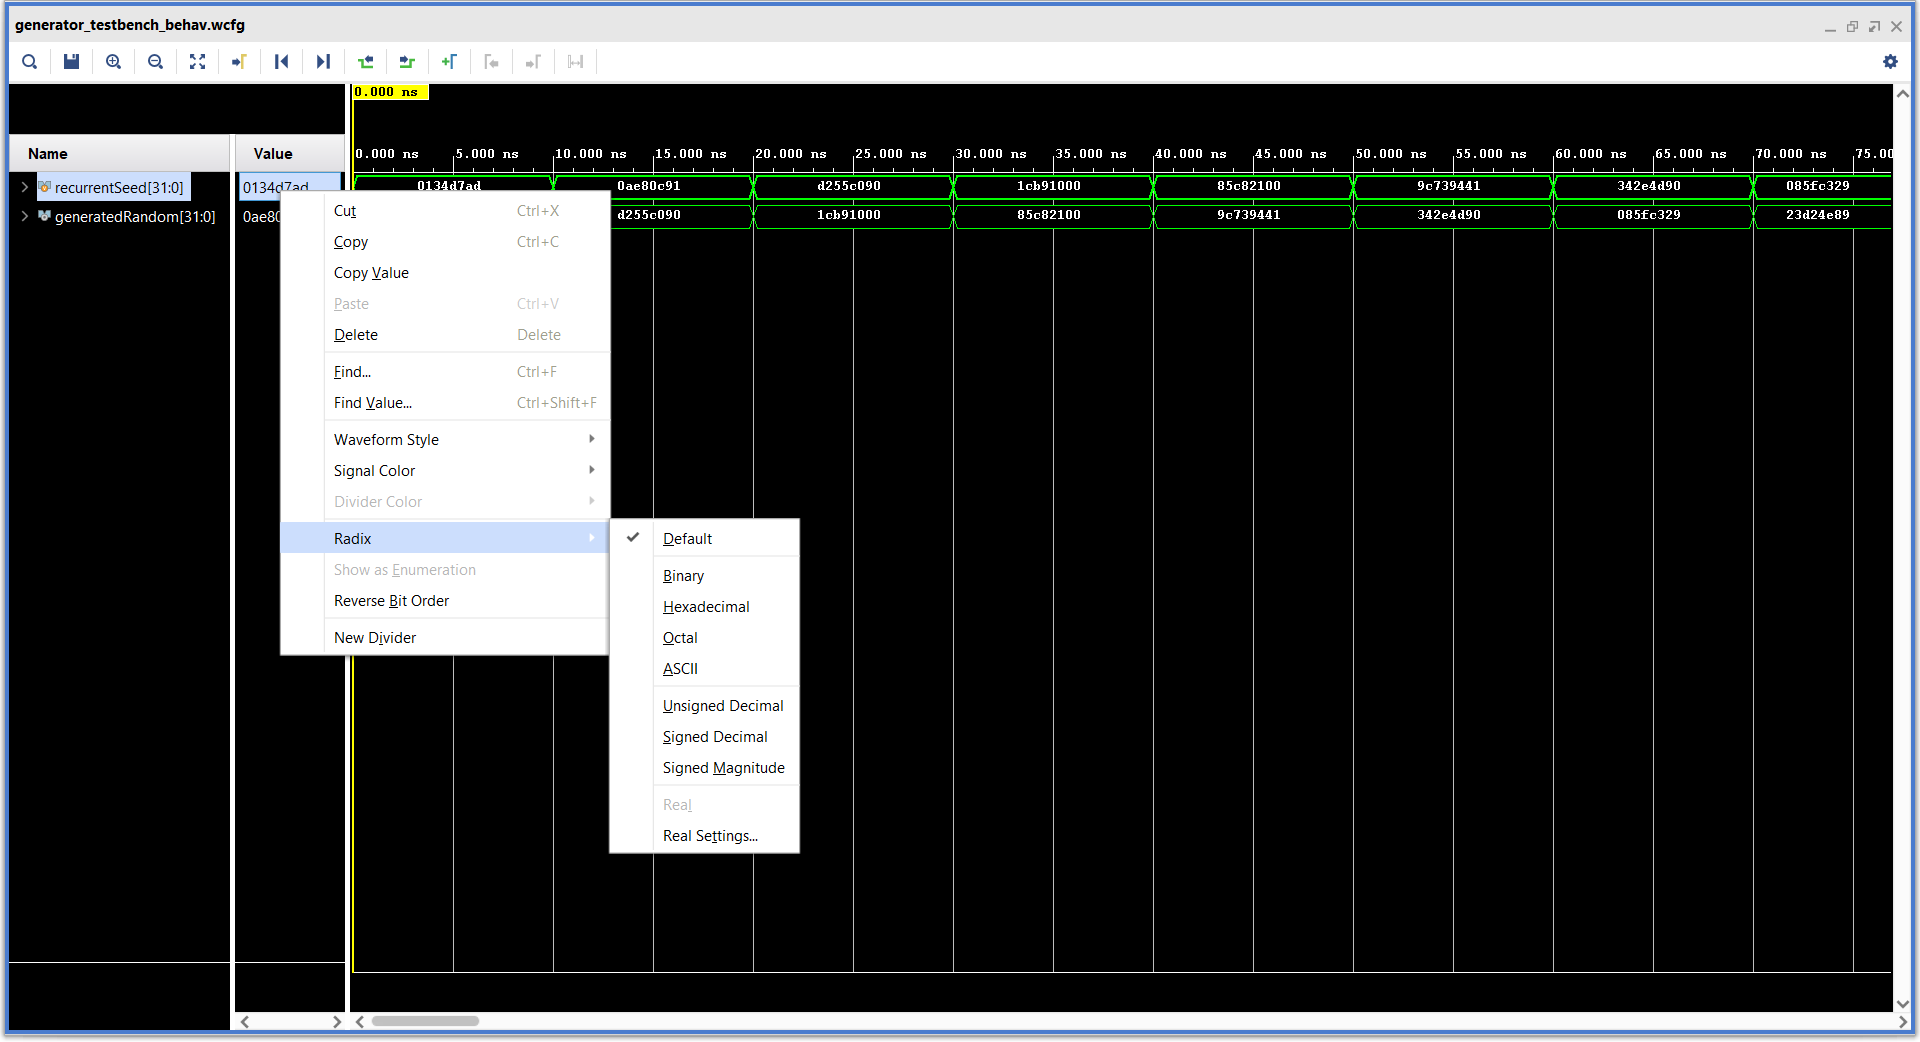 generator_testbench_behav.wcfg
0.000 ns
Name
Value
0.000 ns 5.000 ns 10.000 ns 15.000 ns 20.000 ns 25.000 ns 30.000 ns 35.000 ns 40.000 ns 45.000 ns 50.000 ns 55.000 ns 60.000 ns 65.000 ns 70.000 ns 75.00
recurrentSeed[31:0] 0134d7ad 0134d7ad 0ae80c91 d255c090 1cb91000 85c82100 9c739441 342e4d90 085fc329
generatedRandom[31:0] 0ae80 d255c090 1cb91000 85c82100 9c739441 342e4d90 085fc329 23d24e89
Cut Ctrl+X
Copy Ctrl+C
Copy Value
Paste Ctrl+V
Delete Delete
Find... Ctrl+F
Find Value... Ctrl+Shift+F
Waveform Style
Signal Color
Divider Color
Radix
Show as Enumeration
Reverse Bit Order
New Divider
Default
Binary
Hexadecimal
Octal
ASCII
Unsigned Decimal
Signed Decimal
Signed Magnitude
Real
Real Settings...